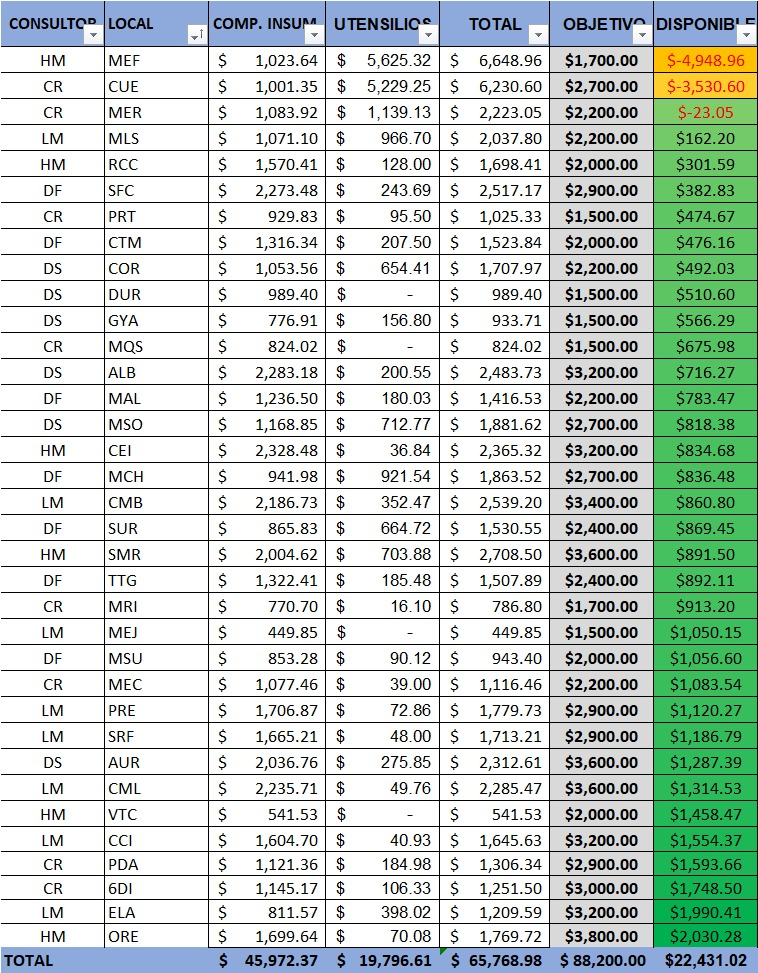 CONSULTOR LOCAL COMP. INSUM UTENSILIOS TOTAL OBJETIVO DISPONIBLE
HM MEF $ 1,023.64 $ 5,625.32 $ 6,648.96 $1,700.00 $-4,948.96
CR CUE $ 1,001.35 $ 5,229.25 $ 6,230.60 $2,700.00 $-3,530.60
CR MER $ 1,083.92 $ 1,139.13 $ 2,223.05 $2,200.00 $-23.05
LM MLS $ 1,071.10 $ 966.70 $ 2,037.80 $2,200.00 $162.20
HM RCC $ 1,570.41 $ 128.00 $ 1,698.41 $2,000.00 $301.59
DF SFC $ 2,273.48 $ 243.69 $ 2,517.17 $2,900.00 $382.83
CR PRT $ 929.83 $ 95.50 $ 1,025.33 $1,500.00 $474.67
DF CTM $ 1,316.34 $ 207.50 $ 1,523.84 $2,000.00 $476.16
DS COR $ 1,053.56 $ 654.41 $ 1,707.97 $2,200.00 $492.03
DS DUR $ 989.40 $ - $ 989.40 $1,500.00 $510.60
DS GYA $ 776.91 $ 156.80 $ 933.71 $1,500.00 $566.29
CR MQS $ 824.02 $ - $ 824.02 $1,500.00 $675.98
DS ALB $ 2,283.18 $ 200.55 $ 2,483.73 $3,200.00 $716.27
DF MAL $ 1,236.50 $ 180.03 $ 1,416.53 $2,200.00 $783.47
DS MSO $ 1,168.85 $ 712.77 $ 1,881.62 $2,700.00 $818.38
HM CEI $ 2,328.48 $ 36.84 $ 2,365.32 $3,200.00 $834.68
DF MCH $ 941.98 $ 921.54 $ 1,863.52 $2,700.00 $836.48
LM CMB $ 2,186.73 $ 352.47 $ 2,539.20 $3,400.00 $860.80
DF SUR $ 865.83 $ 664.72 $ 1,530.55 $2,400.00 $869.45
HM SMR $ 2,004.62 $ 703.88 $ 2,708.50 $3,600.00 $891.50
DF TTG $ 1,322.41 $ 185.48 $ 1,507.89 $2,400.00 $892.11
CR MRI $ 770.70 $ 16.10 $ 786.80 $1,700.00 $913.20
LM MEJ $ 449.85 $ - $ 449.85 $1,500.00 $1,050.15
DF MSU $ 853.28 $ 90.12 $ 943.40 $2,000.00 $1,056.60
CR MEC $ 1,077.46 $ 39.00 $ 1,116.46 $2,200.00 $1,083.54
LM PRE $ 1,706.87 $ 72.86 $ 1,779.73 $2,900.00 $1,120.27
LM SRF $ 1,665.21 $ 48.00 $ 1,713.21 $2,900.00 $1,186.79
DS AUR $ 2,036.76 $ 275.85 $ 2,312.61 $3,600.00 $1,287.39
LM CML $ 2,235.71 $ 49.76 $ 2,285.47 $3,600.00 $1,314.53
HM VTC $ 541.53 $ - $ 541.53 $2,000.00 $1,458.47
LM CCI $ 1,604.70 $ 40.93 $ 1,645.63 $3,200.00 $1,554.37
CR PDA $ 1,121.36 $ 184.98 $ 1,306.34 $2,900.00 $1,593.66
CR 6DI $ 1,145.17 $ 106.33 $ 1,251.50 $3,000.00 $1,748.50
LM ELA $ 811.57 $ 398.02 $ 1,209.59 $3,200.00 $1,990.41
HM ORE $ 1,699.64 $ 70.08 $ 1,769.72 $3,800.00 $2,030.28
TOTAL $ 45,972.37 $ 19,796.61 $ 65,768.98 $ 88,200.00 $22,431.02